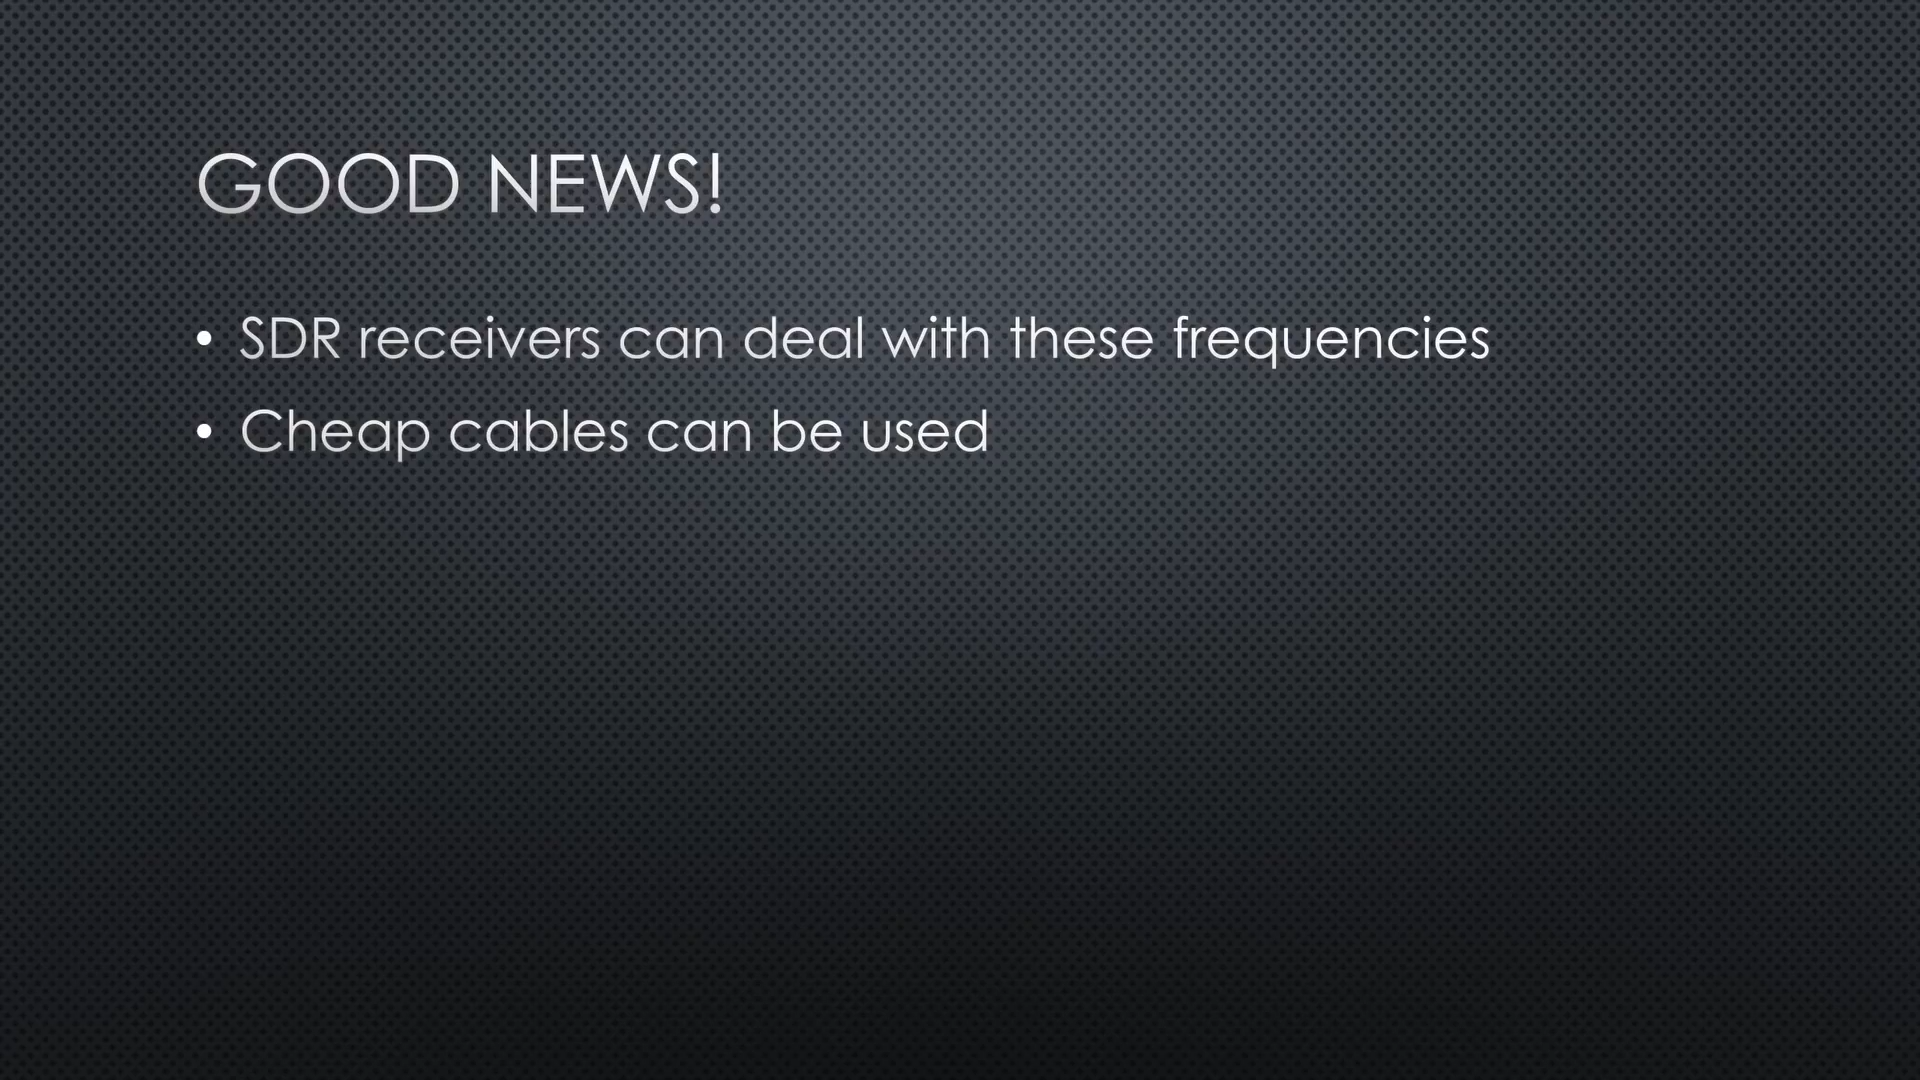 GOOD NEWS!
• SDR receivers can deal with these frequencies
• Cheap cables can be used